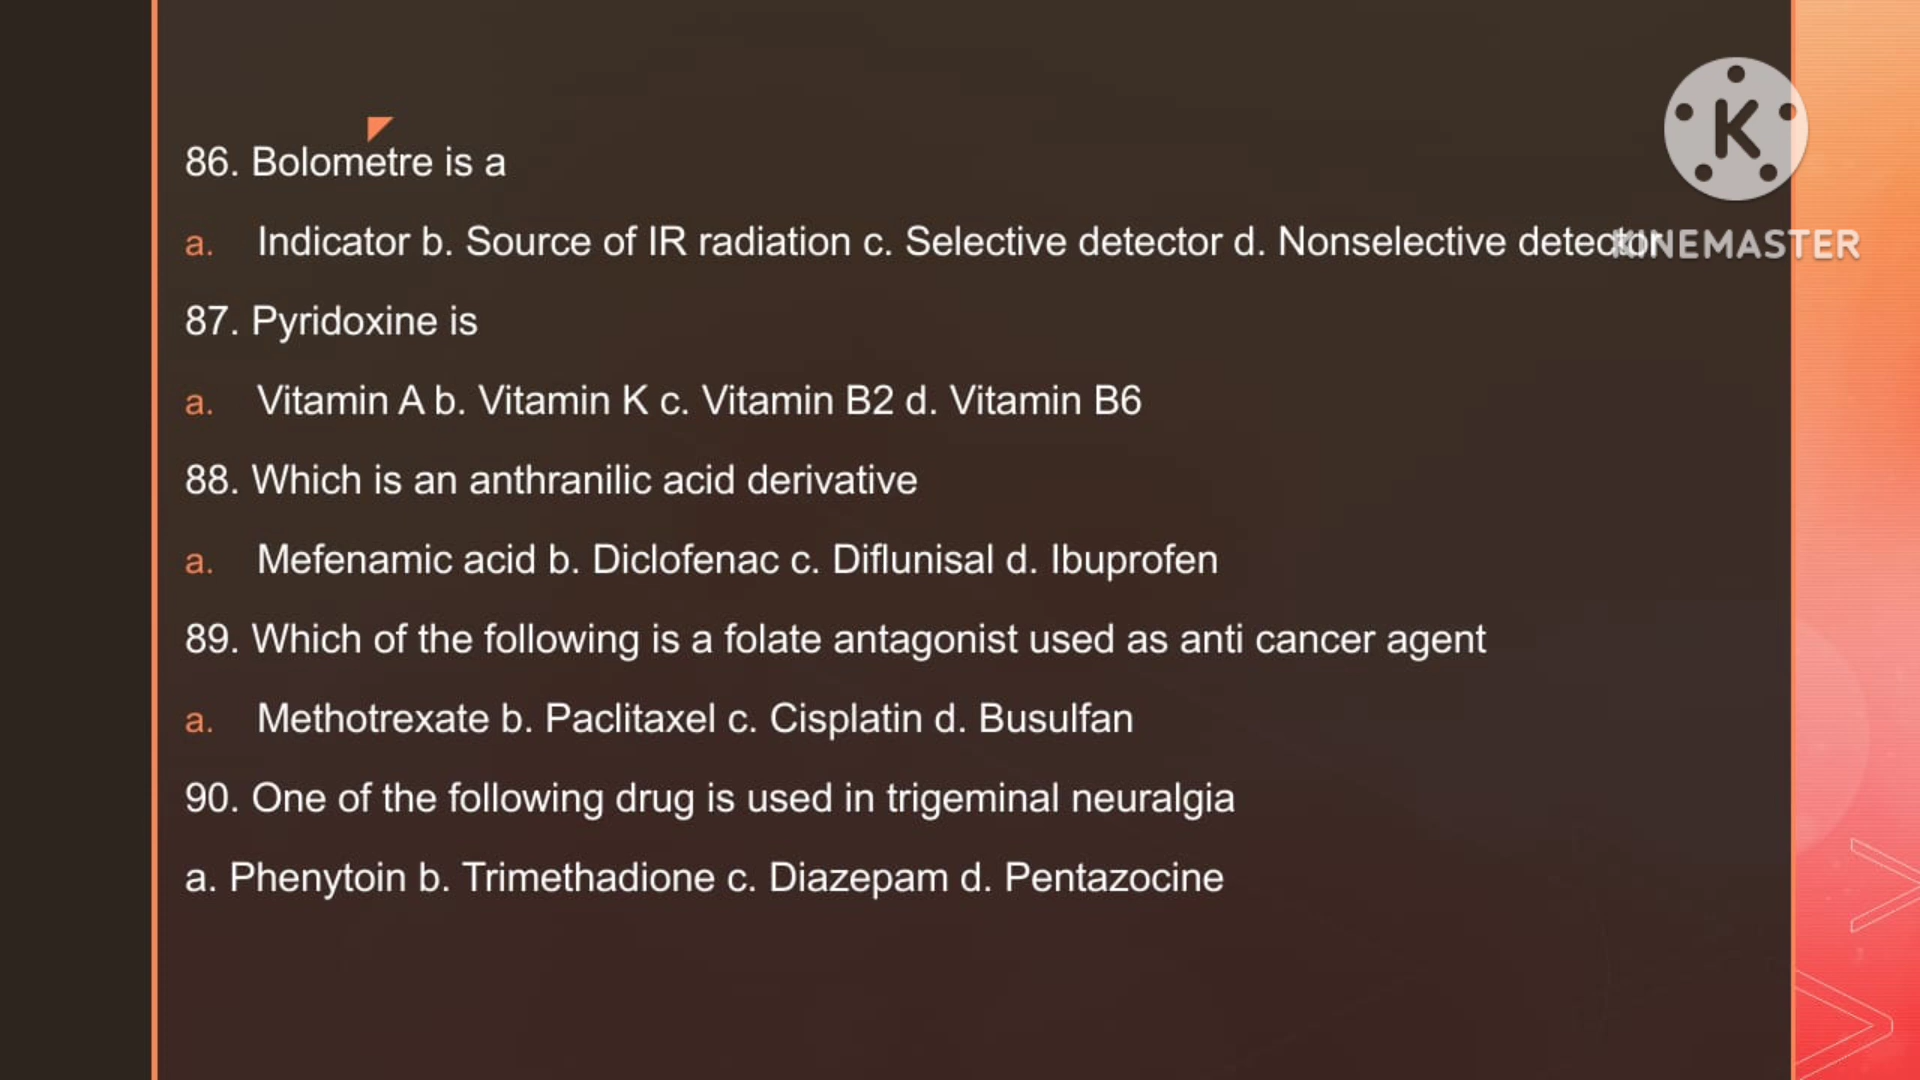 86. Bolometre is a
a. Indicator b. Source of IR radiation c. Selective detector d. Nonselective detector
KINEMASTER
87. Pyridoxine is
a. Vitamin A b. Vitamin K c. Vitamin B2 d. Vitamin B6
88. Which is an anthranilic acid derivative
a. Mefenamic acid b. Diclofenac c. Diflunisal d. Ibuprofen
89. Which of the following is a folate antagonist used as anti cancer agent
a. Methotrexate b. Paclitaxel c. Cisplatin d. Busulfan
90. One of the following drug is used in trigeminal neuralgia
a. Phenytoin b. Trimethadione c. Diazepam d. Pentazocine